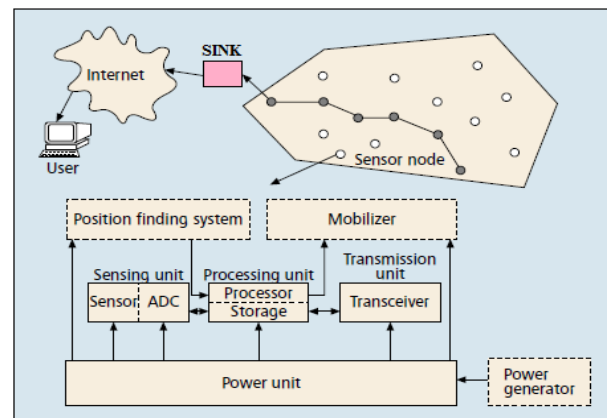 SINK
Internet
User
Sensor node
Position finding system
Mobilizer
Sensing unit
Processing unit
Transmission
unit
Sensor
ADC
Processor
Storage
Transceiver
Power unit
Power
generator